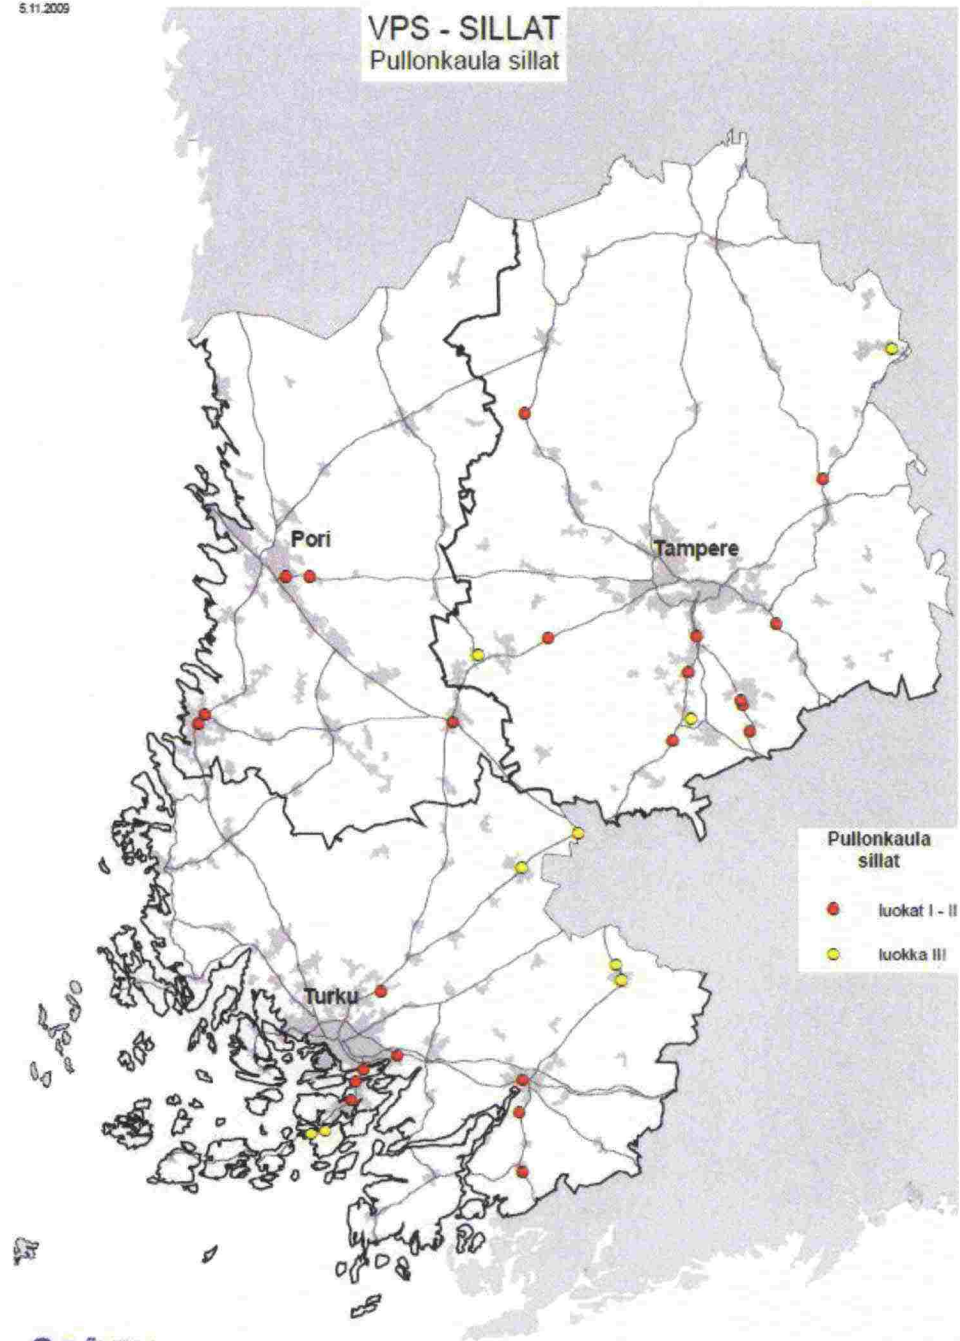 5.11.2009
VPS - SILLAT
Pullonkaula sillat
Pori
Tampere
Pullonkaula
sillat
luokat I - II
luokka III
Turku